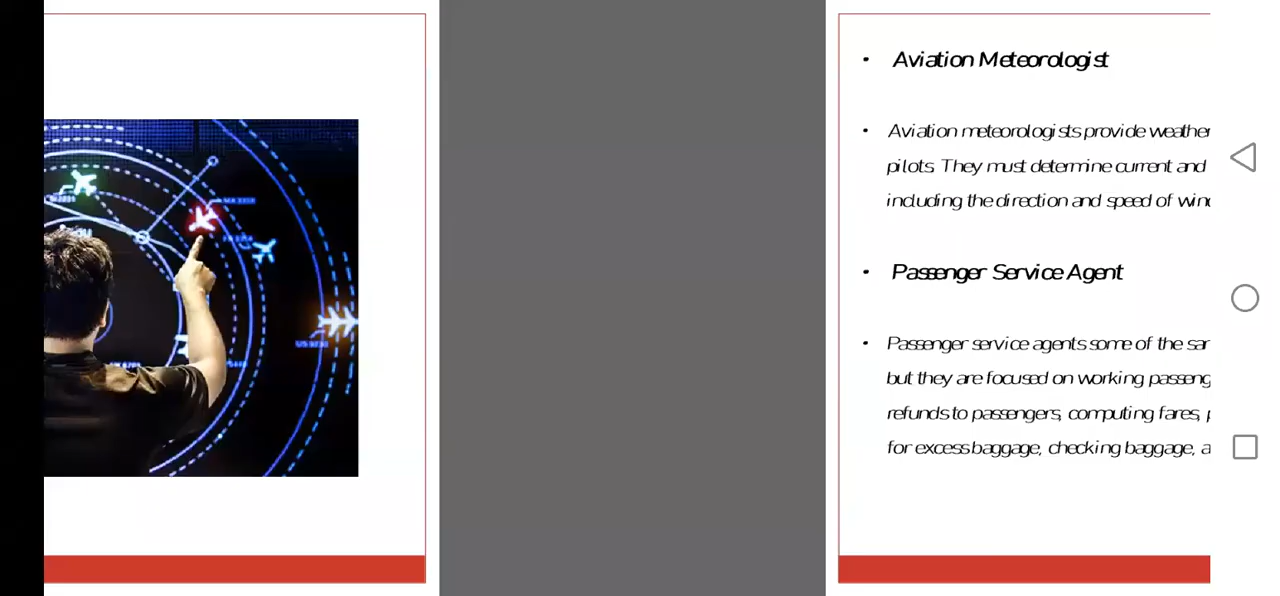 • Aviation Meteorologist
• Aviation meteorologists provide weather
pilots. They must determine current and
including the direction and speed of wind
• Passenger Service Agent
• Passenger service agents some of the
but they are focused on working
refunds to passengers, computing fares,
for excess baggage, checking baggage,